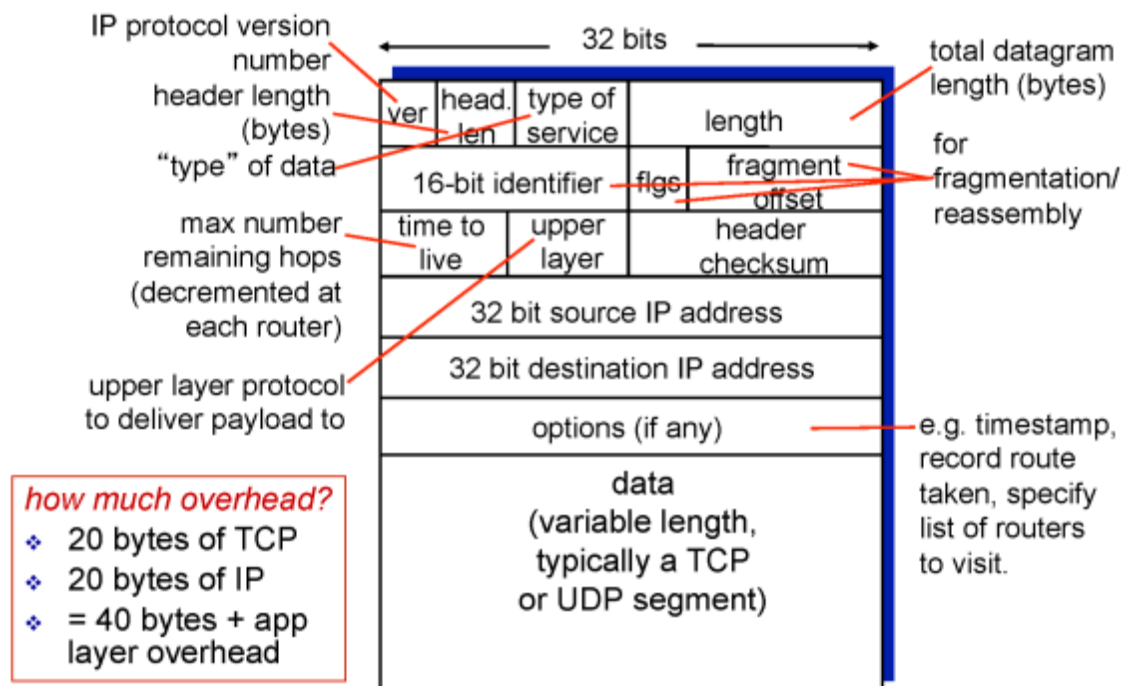 IP protocol version
number
header length
(bytes)
“type” of data
max number
remaining hops
(decremented at
each router)
upper layer protocol
to deliver payload to
how much overhead?
❖ 20 bytes of TCP
❖ 20 bytes of IP
❖ = 40 bytes + app
layer overhead
32 bits
ver
head.
len
type of
service
length
16-bit identifier
flgs
fragment
offset
time to
live
upper
layer
header
checksum
32 bit source IP address
32 bit destination IP address
options (if any)
data
(variable length,
typically a TCP
or UDP segment)
total datagram
length (bytes)
for
fragmentation/
reassembly
e.g. timestamp,
record route
taken, specify
list of routers
to visit.